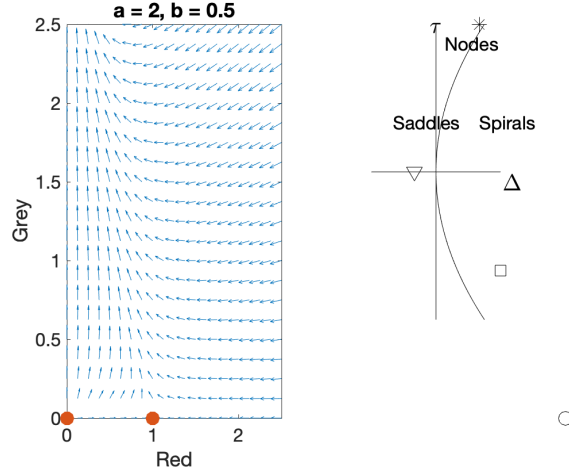 a = 2, b = 0.5
2.5
2
1.5
1
0.5
0
Grey
0
1
2
Red
τ
Nodes
Saddles
Spirals
Δ